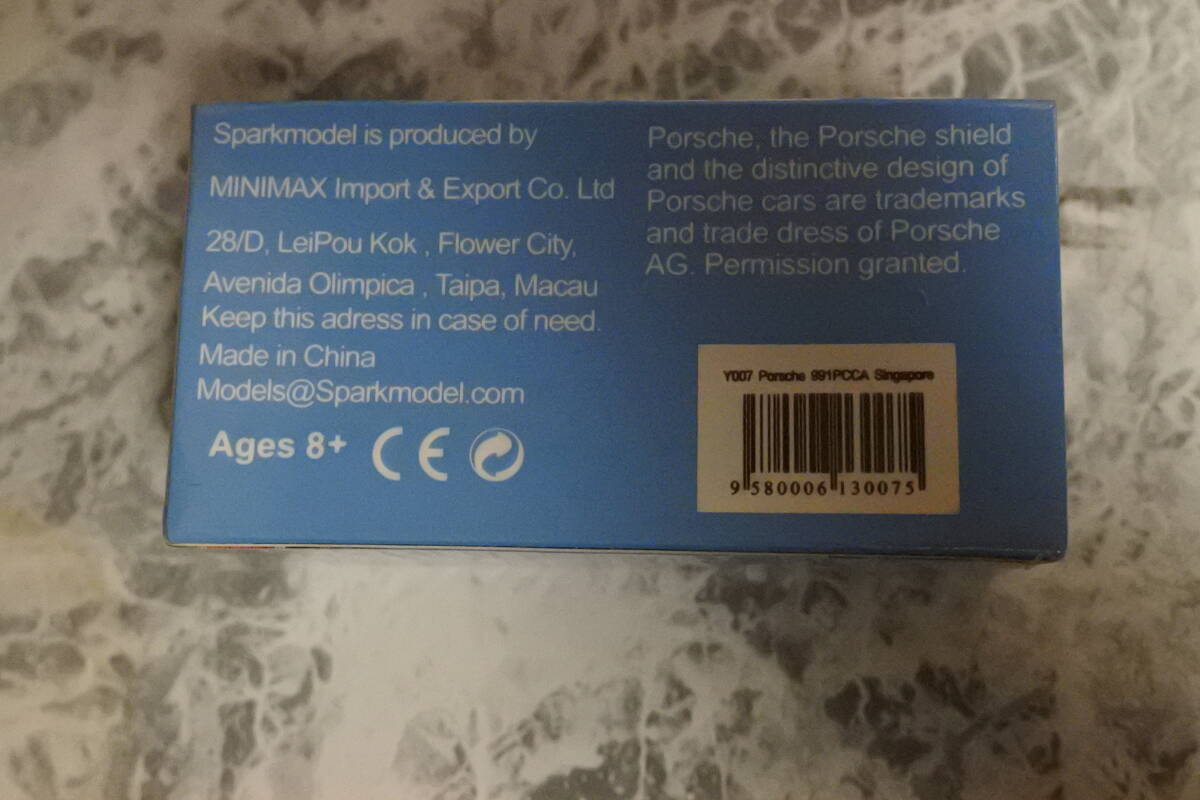 Sparkmodel is produced by
MINIMAX Import & Export Co. Ltd
28/D, LeiPou Kok , Flower City,
Avenida Olimpica , Taipa, Macau
Keep this adress in case of need.
Made in China
Models@Sparkmodel.com
Ages 8+ CE
Porsche, the Porsche shield
and the distinctive design of
Porsche cars are trademarks
and trade dress of Porsche
AG. Permission granted.
Y007 Porsche 991PCCA Singapore
9 580006 130075